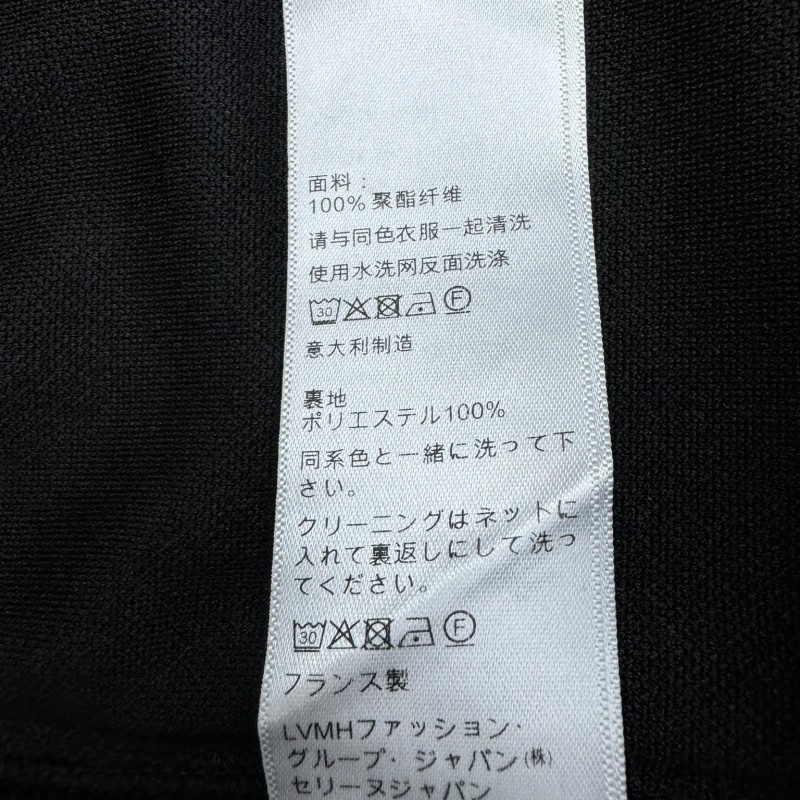 面料：
100% 聚酯纤维
请与同色衣服一起清洗
使用水洗网反面洗涤
30 F
意大利制造
裏地
ポリエステル100%
同系色と一緒に洗って下
さい。
クリーニングはネットに
入れて裏返しにして洗っ
てください。
30 F
フランス製
LVMHファッション・
グループ・ジャパン(株)
セリーヌジャパン